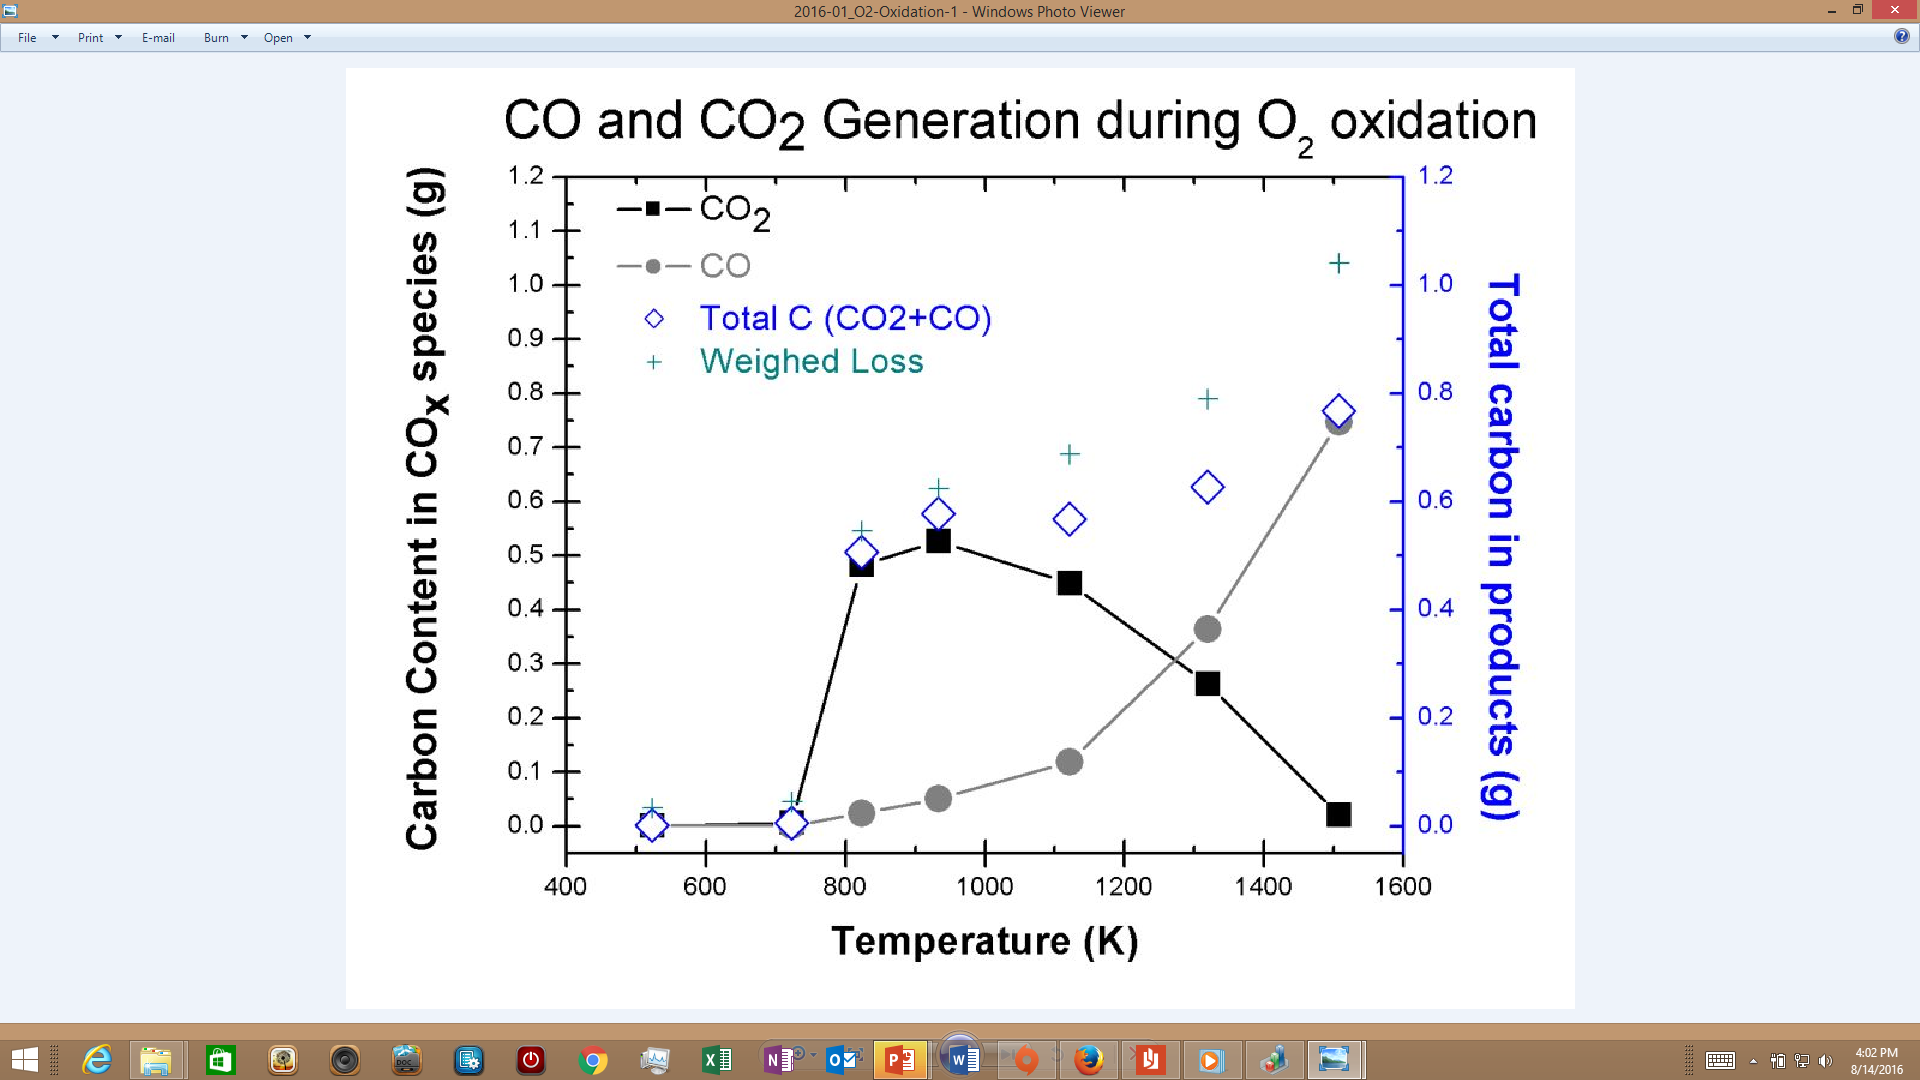 2016-01_O2-Oxidation-1 - Windows Photo Viewer
File Print E-mail Burn Open
CO and CO2 Generation during O2 oxidation
Carbon Content in COx species (g)
1.2
1.1
1.0
0.9
0.8
0.7
0.6
0.5
0.4
0.3
0.2
0.1
0.0
CO2
CO
Total C (CO2+CO)
Weighed Loss
1.2
1.0
0.8
0.6
0.4
0.2
0.0
Total carbon in products (g)
400 600 800 1000 1200 1400 1600
Temperature (K)
4:02 PM
8/14/2016